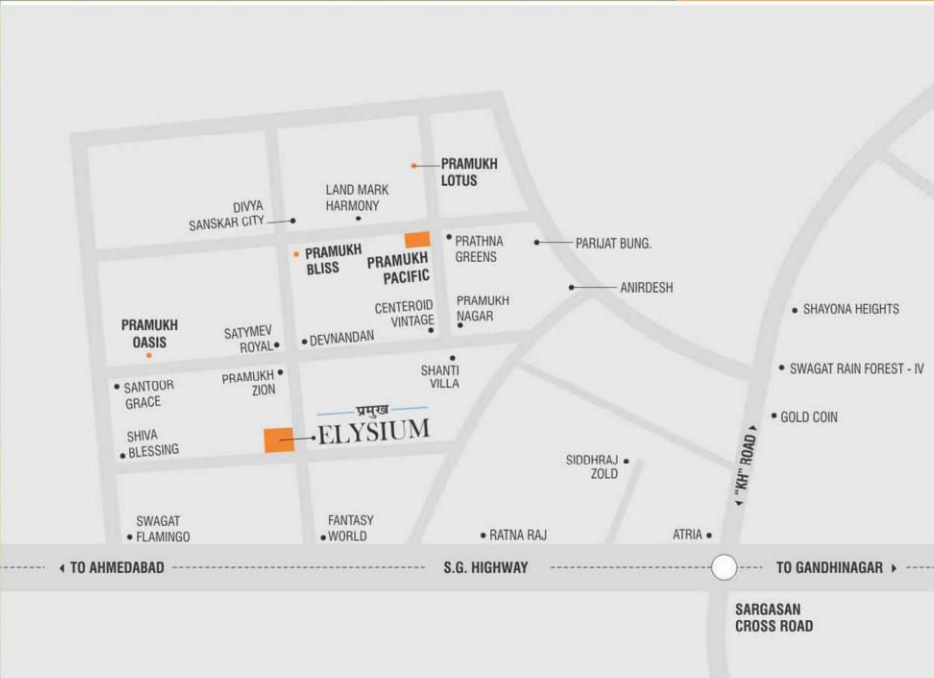 PRAMUKH
LOTUS
LAND MARK
HARMONY
DIVYA
SANSKAR CITY
PRATHNA
GREENS
PARIJAT BUNG.
PRAMUKH
BLISS
PRAMUKH
PACIFIC
ANIRDESH
CENTEROID
VINTAGE
PRAMUKH
NAGAR
SHAYONA HEIGHTS
PRAMUKH
OASIS
SATYMEV
ROYAL
DEVNANDAN
SHANTI
VILLA
SWAGAT RAIN FOREST - IV
SANTOOR
GRACE
PRAMUKH
ZION
प्रमुख
ELYSIUM
GOLD COIN
SHIVA
BLESSING
"KH" ROAD
SIDDHRAJ
ZOLD
SWAGAT
FLAMINGO
FANTASY
WORLD
RATNA RAJ
ATRIA
TO AHMEDABAD
S.G. HIGHWAY
TO GANDHINAGAR
SARGASAN
CROSS ROAD